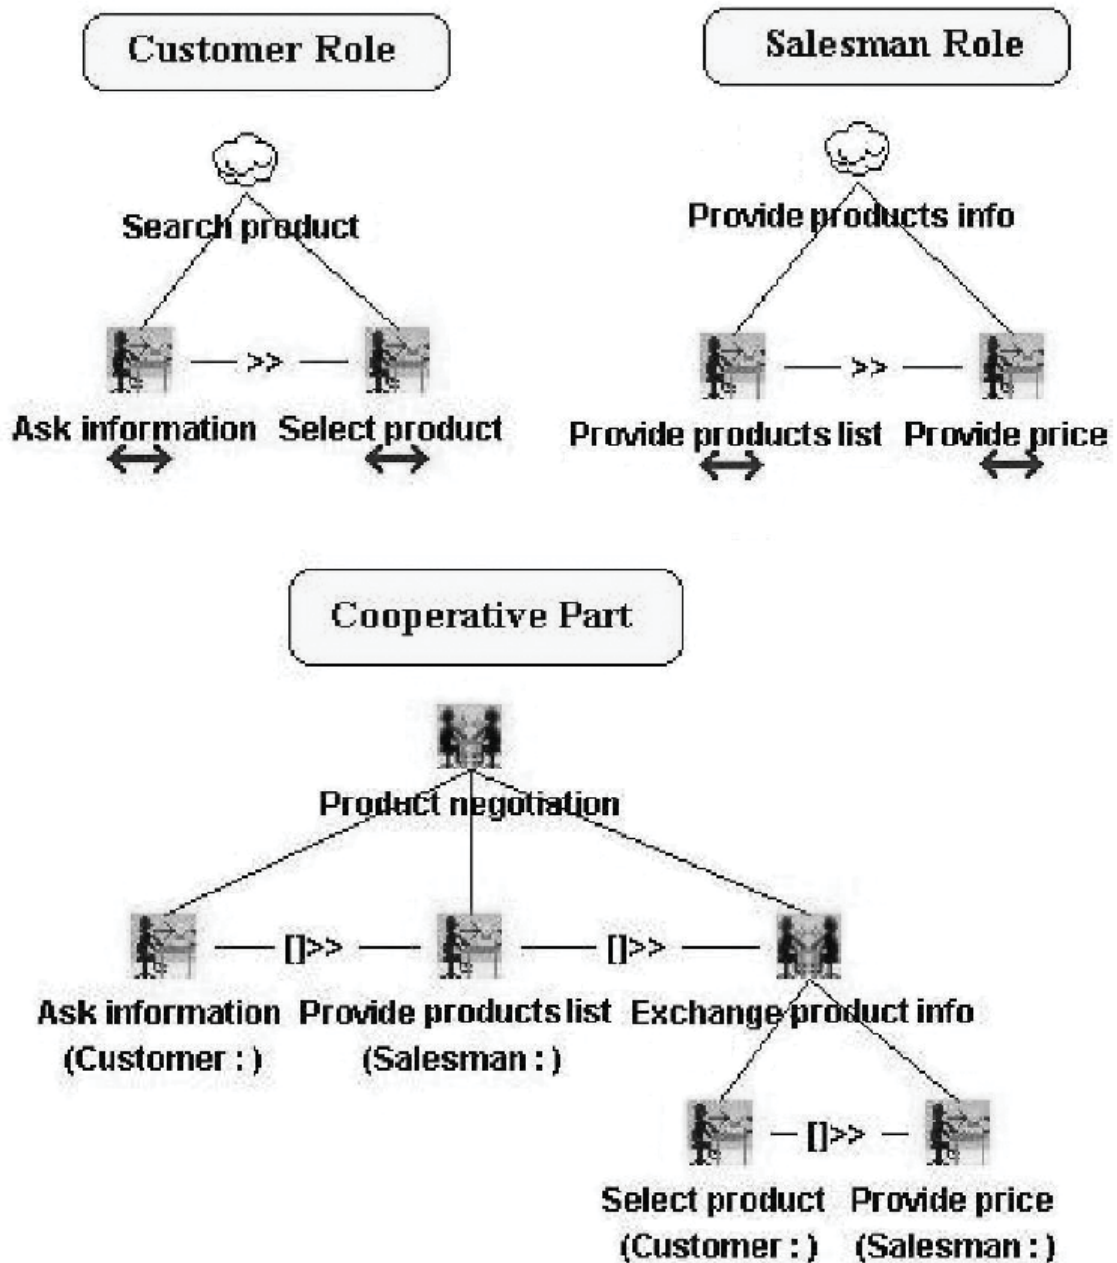 Customer Role
Salesman Role
Search product
Provide products info
>>
>>
Ask information Select product
Provide products list Provide price
Cooperative Part
Product negotiation
[]>> []>>
Ask information Provide products list Exchange product info
(Customer : ) (Salesman : )
[]>>
Select product Provide price
(Customer : ) (Salesman : )